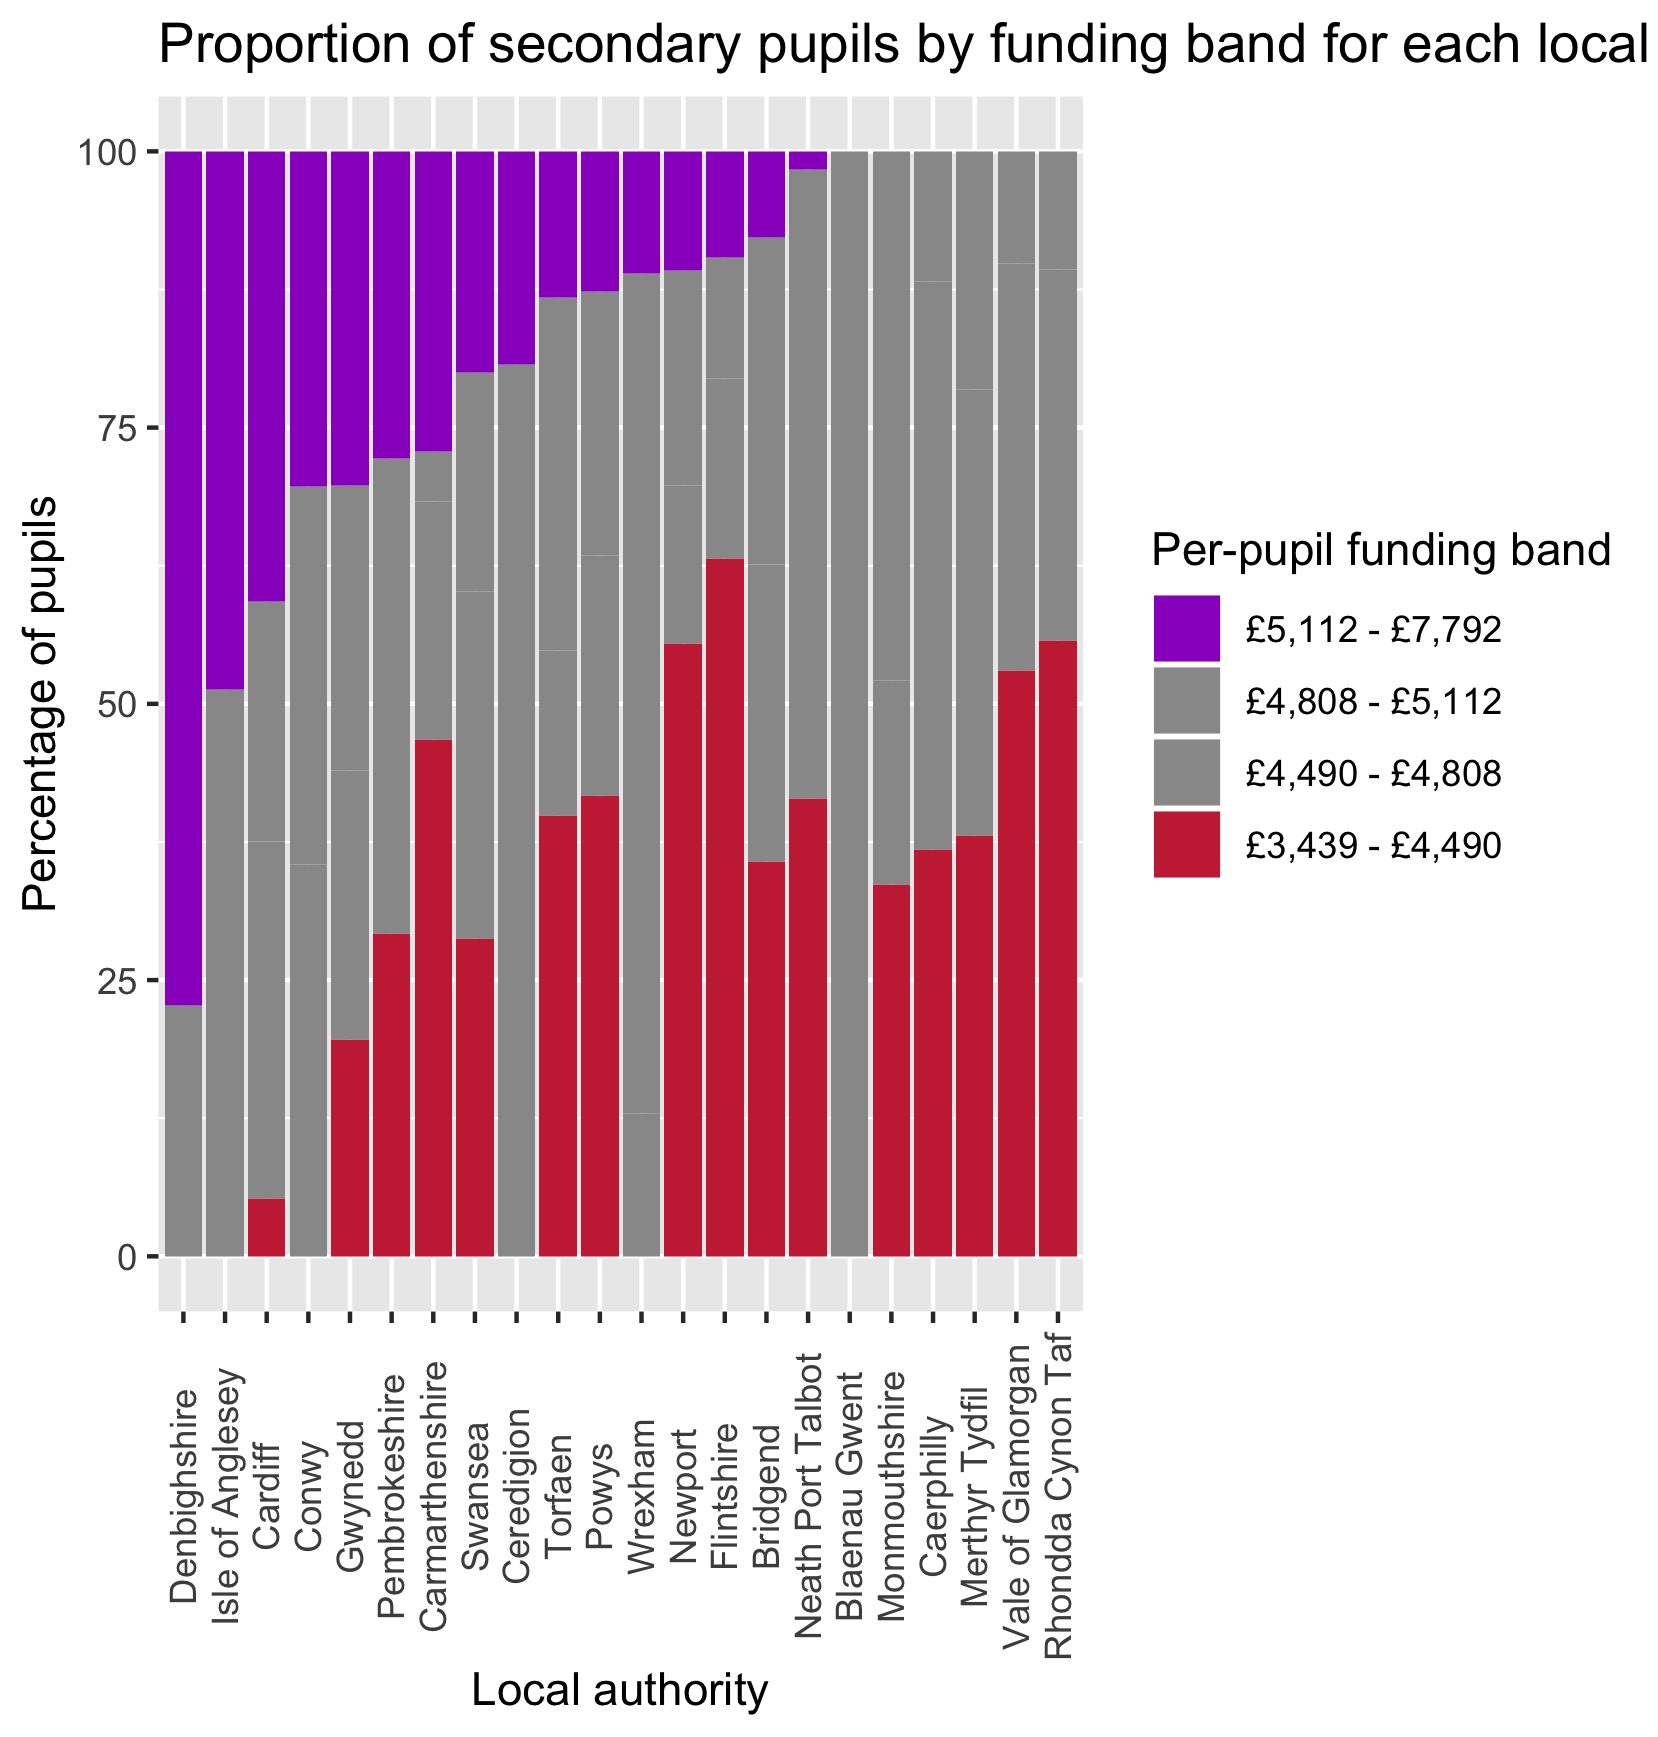 Proportion of secondary pupils by funding band for each local
100
75
50
25
0
Percentage of pupils
Per-pupil funding band
£5,112 - £7,792
£4,808 - £5,112
£4,490 - £4,808
£3,439 - £4,490
Denbighshire
Isle of Anglesey
Cardiff
Conwy
Gwynedd
Pembrokeshire
Carmarthenshire
Swansea
Ceredigion
Torfaen
Powys
Wrexham
Newport
Flintshire
Bridgend
Neath Port Talbot
Blaenau Gwent
Monmouthshire
Caerphilly
Merthyr Tydfil
Vale of Glamorgan
Rhondda Cynon Taf
Local authority